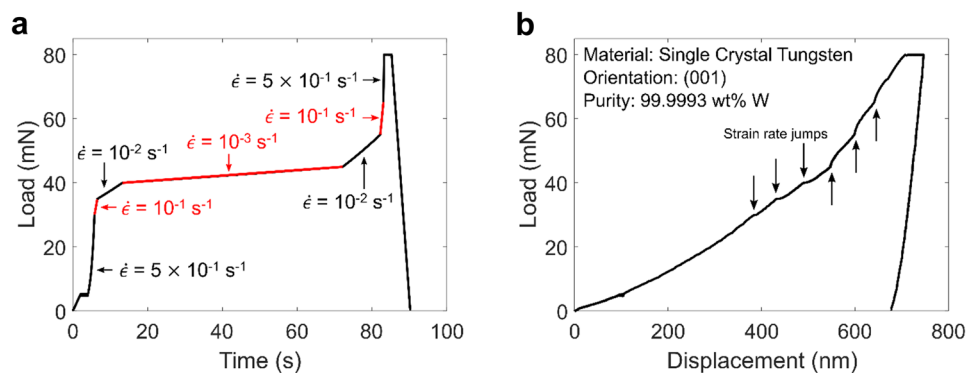 a
ε̇ = 5 × 10⁻¹ s⁻¹
ε̇ = 10⁻¹ s⁻¹
ε̇ = 10⁻³ s⁻¹
ε̇ = 10⁻² s⁻¹
ε̇ = 10⁻² s⁻¹
ε̇ = 10⁻¹ s⁻¹
ε̇ = 5 × 10⁻¹ s⁻¹
Load (mN)
80
60
40
20
0
0 20 40 60 80 100
Time (s)
b
Material: Single Crystal Tungsten
Orientation: (001)
Purity: 99.9993 wt% W
Strain rate jumps
Load (mN)
80
60
40
20
0
0 200 400 600 800
Displacement (nm)